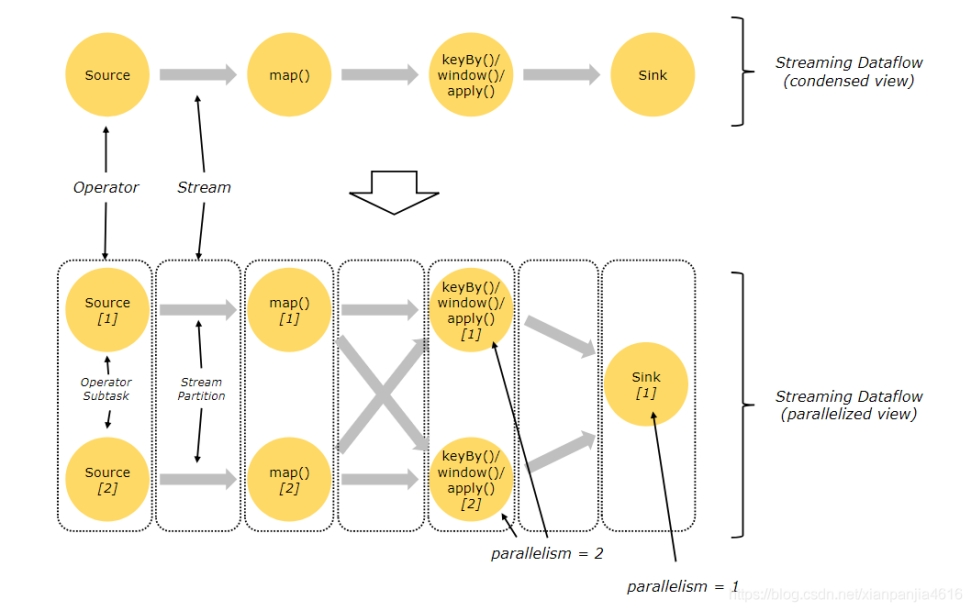 Source
map()
keyBy()/
window()/
apply()
Sink
Streaming Dataflow
(condensed view)
Operator
Stream
Source
[1]
map()
[1]
keyBy()/
window()/
apply()
[1]
Operator
Subtask
Stream
Partition
Sink
[1]
Streaming Dataflow
(parallelized view)
Source
[2]
map()
[2]
keyBy()/
window()/
apply()
[2]
parallelism = 2
parallelism = 1
https://blog.csdn.net/xianpanjia4616